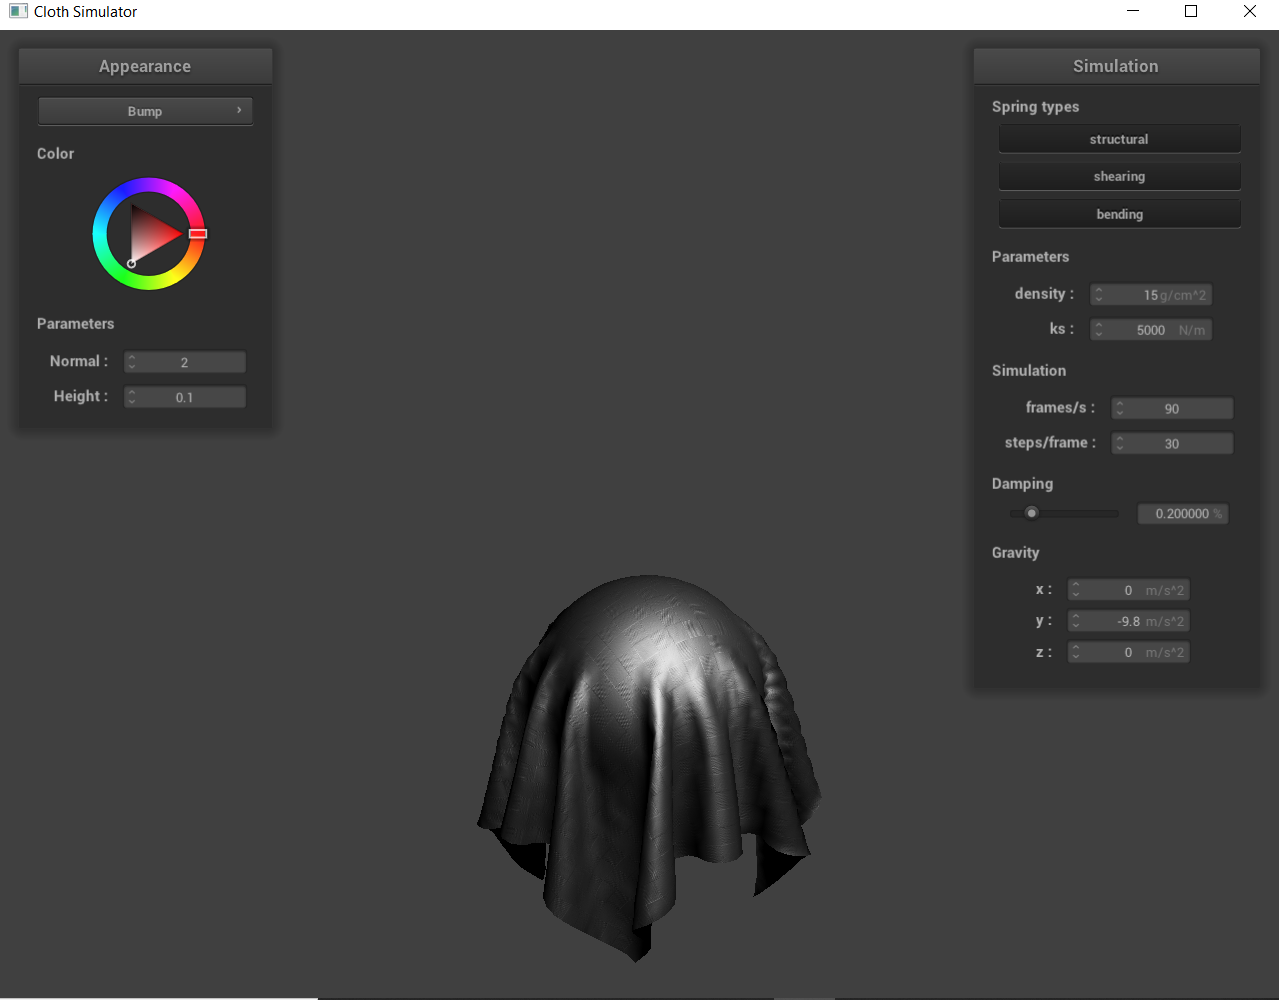 Cloth Simulator
Appearance
Bump
Color
Parameters
Normal : 2
Height : 0.1
Simulation
Spring types
structural
shearing
bending
Parameters
density : 15 g/cm^2
ks : 5000 N/m
Simulation
frames/s : 90
steps/frame : 30
Damping
0.200000 %
Gravity
x : 0 m/s^2
y : -9.8 m/s^2
z : 0 m/s^2